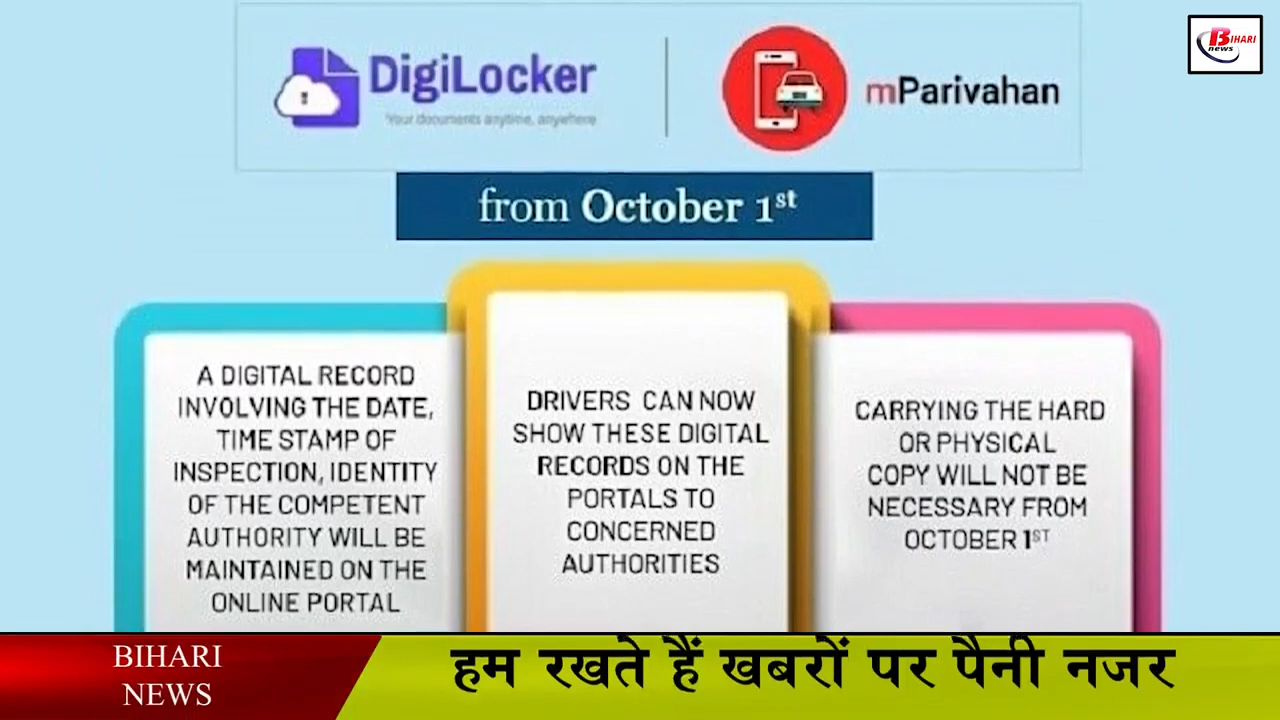 DigiLocker
Your documents anytime, anywhere
mParivahan
BIHARI
news
from October 1st
A DIGITAL RECORD
INVOLVING THE DATE,
TIME STAMP OF
INSPECTION, IDENTITY
OF THE COMPETENT
AUTHORITY WILL BE
MAINTAINED ON THE
ONLINE PORTAL
DRIVERS CAN NOW
SHOW THESE DIGITAL
RECORDS ON THE
PORTALS TO
CONCERNED
AUTHORITIES
CARRYING THE HARD
OR PHYSICAL
COPY WILL NOT BE
NECESSARY FROM
OCTOBER 1ST
BIHARI
NEWS
हम रखते हैं खबरों पर पैनी नजर